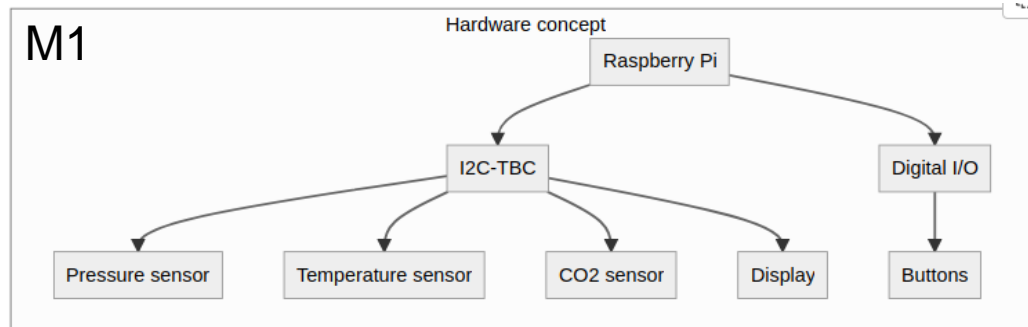 M1
Hardware concept
Raspberry Pi
I2C-TBC
Digital I/O
Pressure sensor
Temperature sensor
CO2 sensor
Display
Buttons